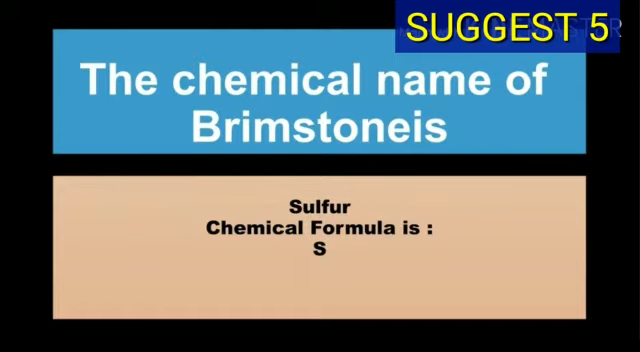 SUGGEST 5
The chemical name of
Brimstoneis
Sulfur
Chemical Formula is :
S